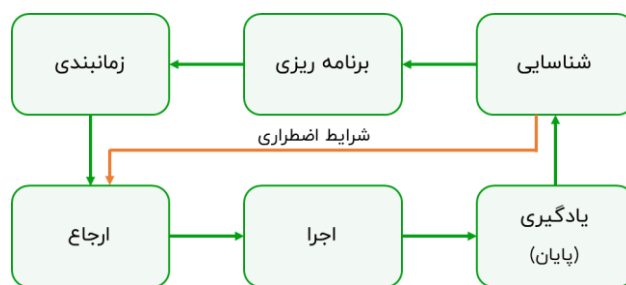 شناسایی
برنامه ریزی
زمانبندی
شرایط اضطراری
ارجاع
اجرا
یادگیری
(پایان)